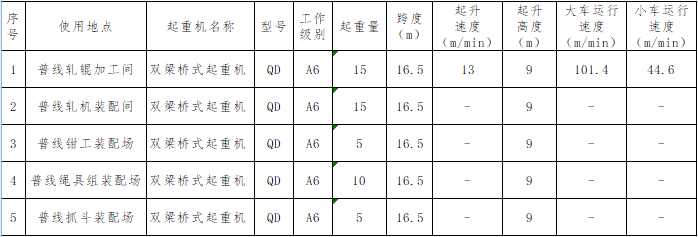 序号 使用地点 起重机名称 型号 工作级别 起重量 跨度（m） 起升速度（m/min） 起升高度（m） 大车运行速度（m/min） 小车运行速度（m/min）
1 普线轧辊加工间 双梁桥式起重机 QD A6 15 16.5 13 9 101.4 44.6
2 普线轧机装配间 双梁桥式起重机 QD A6 15 16.5 - 9 - -
3 普线钳工装配场 双梁桥式起重机 QD A6 5 16.5 - 9 - -
4 普线绳具组装配场 双梁桥式起重机 QD A6 10 16.5 - 9 - -
5 普线抓斗装配场 双梁桥式起重机 QD A6 5 16.5 - 9 - -